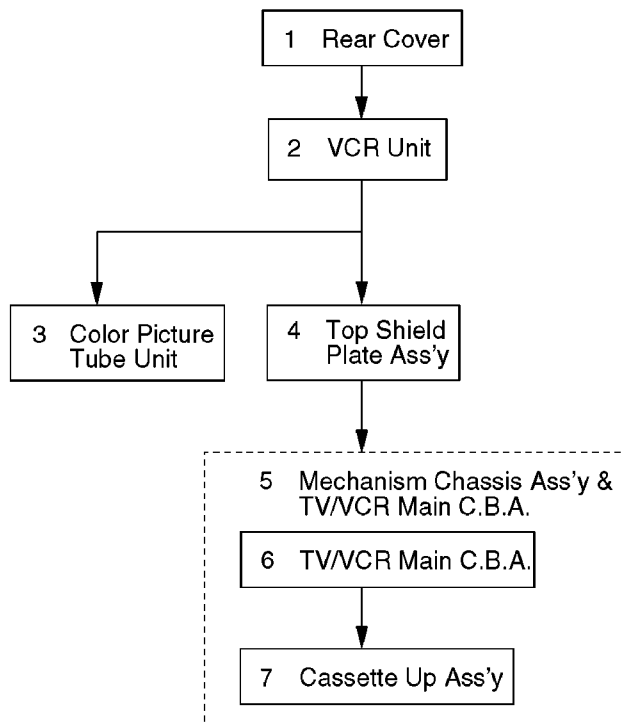 1 Rear Cover
2 VCR Unit
3 Color Picture
Tube Unit
4 Top Shield
Plate Ass'y
5 Mechanism Chassis Ass'y &
TV/VCR Main C.B.A.
6 TV/VCR Main C.B.A.
7 Cassette Up Ass'y